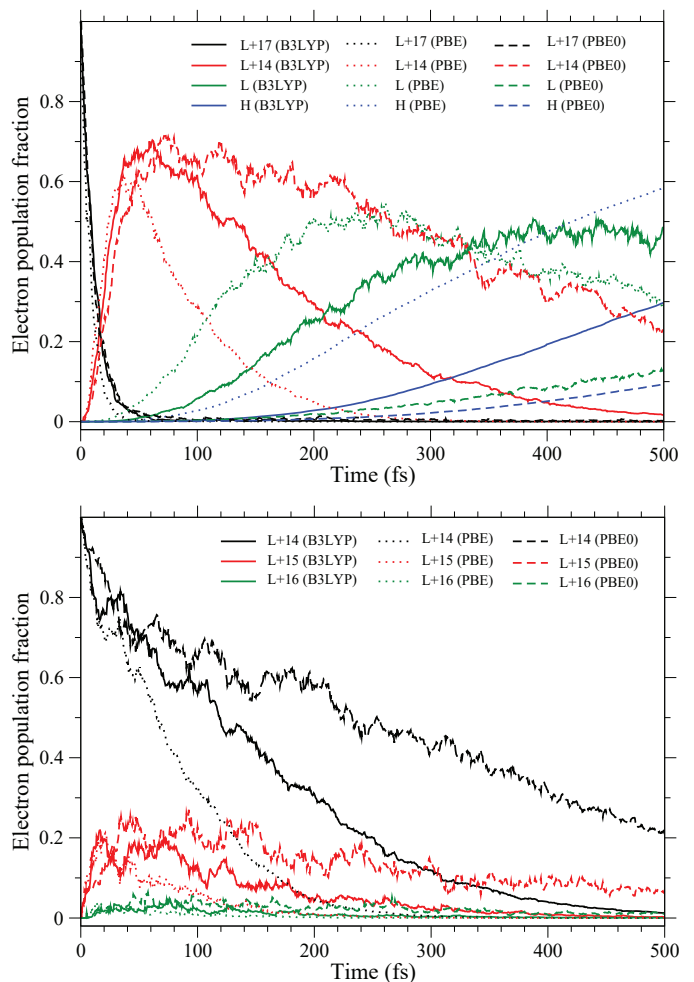 L+17 (B3LYP) L+17 (PBE) L+17 (PBE0)
L+14 (B3LYP) L+14 (PBE) L+14 (PBE0)
L (B3LYP) L (PBE) L (PBE0)
H (B3LYP) H (PBE) H (PBE0)
Electron population fraction
0.8
0.6
0.4
0.2
0
0 100 200 300 400 500
Time (fs)
L+14 (B3LYP) L+14 (PBE) L+14 (PBE0)
L+15 (B3LYP) L+15 (PBE) L+15 (PBE0)
L+16 (B3LYP) L+16 (PBE) L+16 (PBE0)
Electron population fraction
0.8
0.6
0.4
0.2
0
0 100 200 300 400 500
Time (fs)